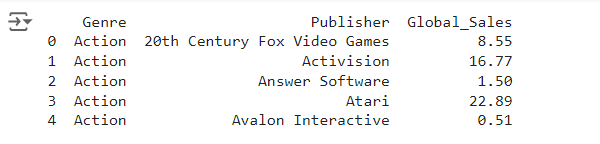 Genre Publisher Global_Sales
0 Action 20th Century Fox Video Games 8.55
1 Action Activision 16.77
2 Action Answer Software 1.50
3 Action Atari 22.89
4 Action Avalon Interactive 0.51